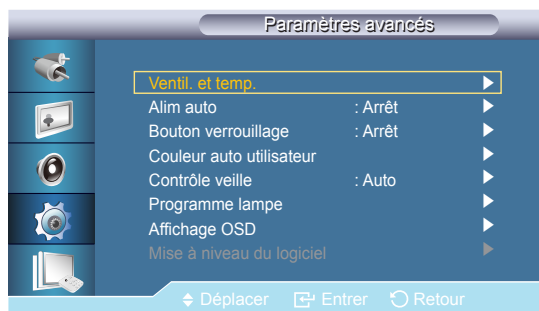 Paramètres avancés
Ventil. et temp.
Alim auto : Arrêt
Bouton verrouillage : Arrêt
Couleur auto utilisateur
Contrôle veille : Auto
Programme lampe
Affichage OSD
Mise à niveau du logiciel
Déplacer Entrer Retour